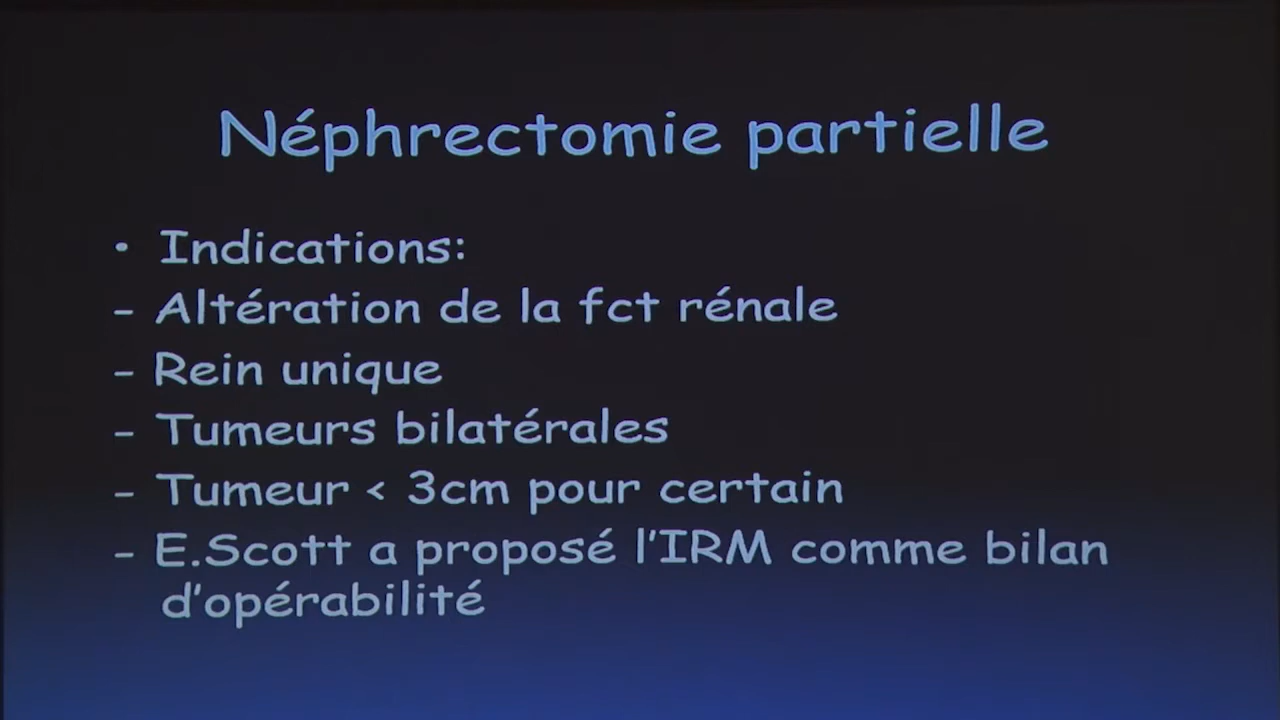 Néphrectomie partielle
• Indications:
– Altération de la fct rénale
– Rein unique
– Tumeurs bilatérales
– Tumeur < 3cm pour certain
– E.Scott a proposé l'IRM comme bilan
d'opérabilité